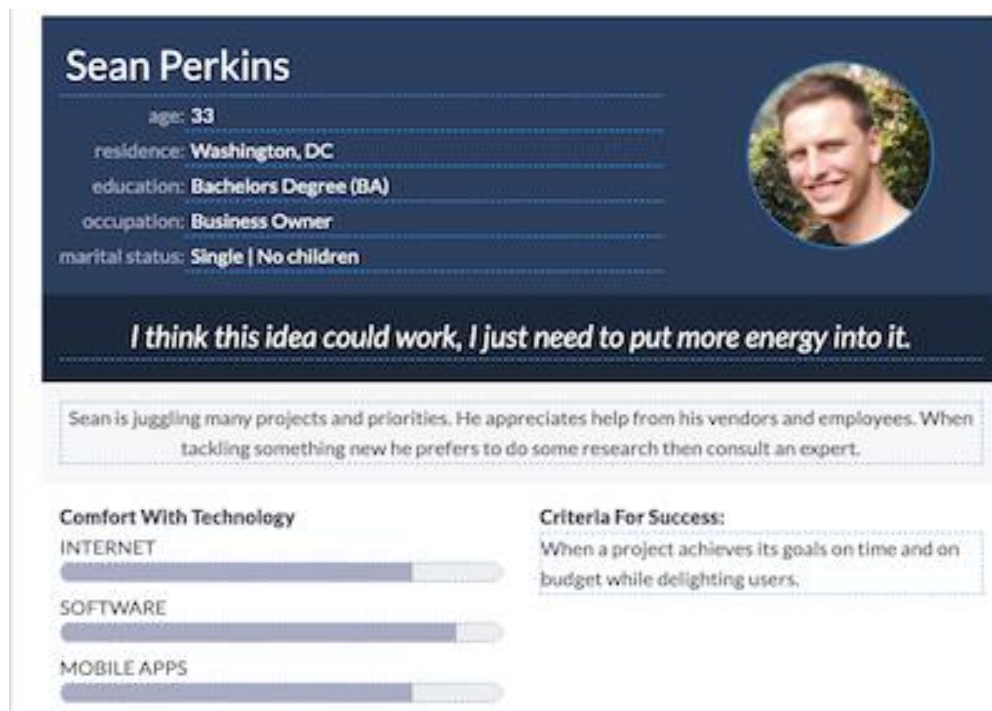 Sean Perkins
age: 33
residence: Washington, DC
education: Bachelors Degree (BA)
occupation: Business Owner
marital status: Single | No children
I think this idea could work, I just need to put more energy into it.
Sean is juggling many projects and priorities. He appreciates help from his vendors and employees. When
tackling something new he prefers to do some research then consult an expert.
Comfort With Technology
INTERNET
SOFTWARE
MOBILE APPS
Criteria For Success:
When a project achieves its goals on time and on
budget while delighting users.